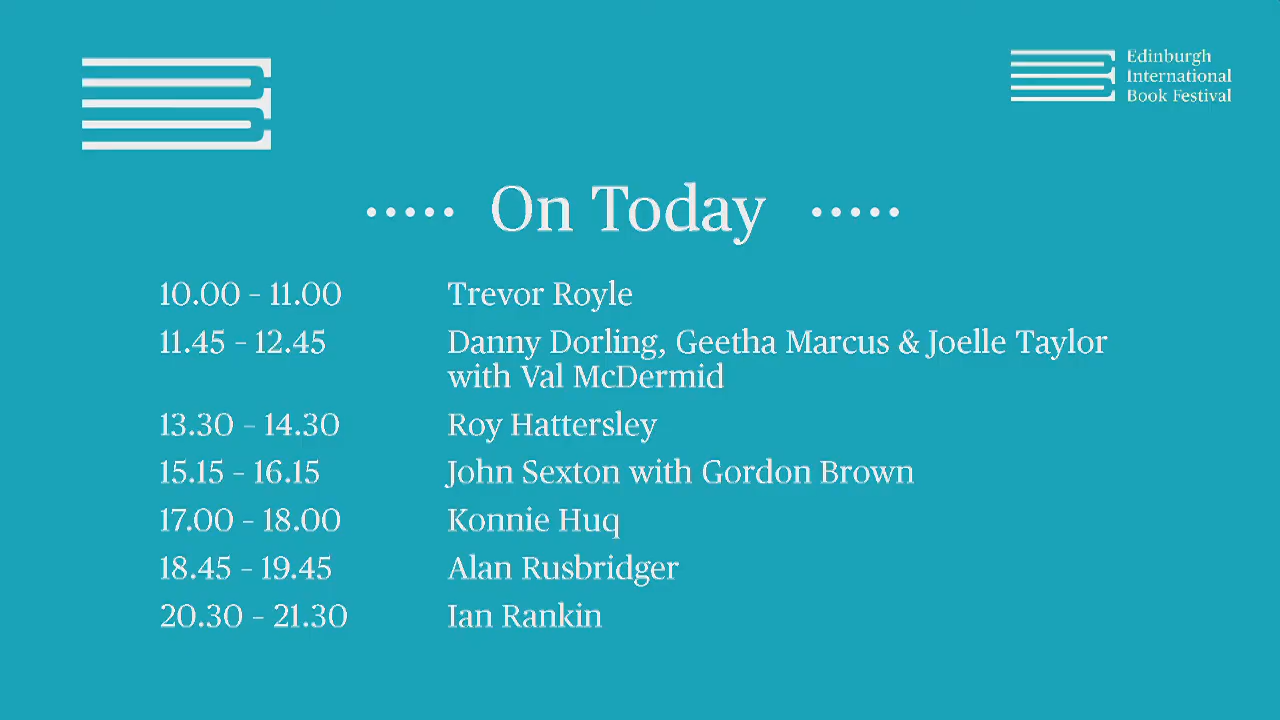 Edinburgh
International
Book Festival
····· On Today ·····
10.00 – 11.00 Trevor Royle
11.45 – 12.45 Danny Dorling, Geetha Marcus & Joelle Taylor
with Val McDermid
13.30 – 14.30 Roy Hattersley
15.15 – 16.15 John Sexton with Gordon Brown
17.00 – 18.00 Konnie Huq
18.45 – 19.45 Alan Rusbridger
20.30 – 21.30 Ian Rankin